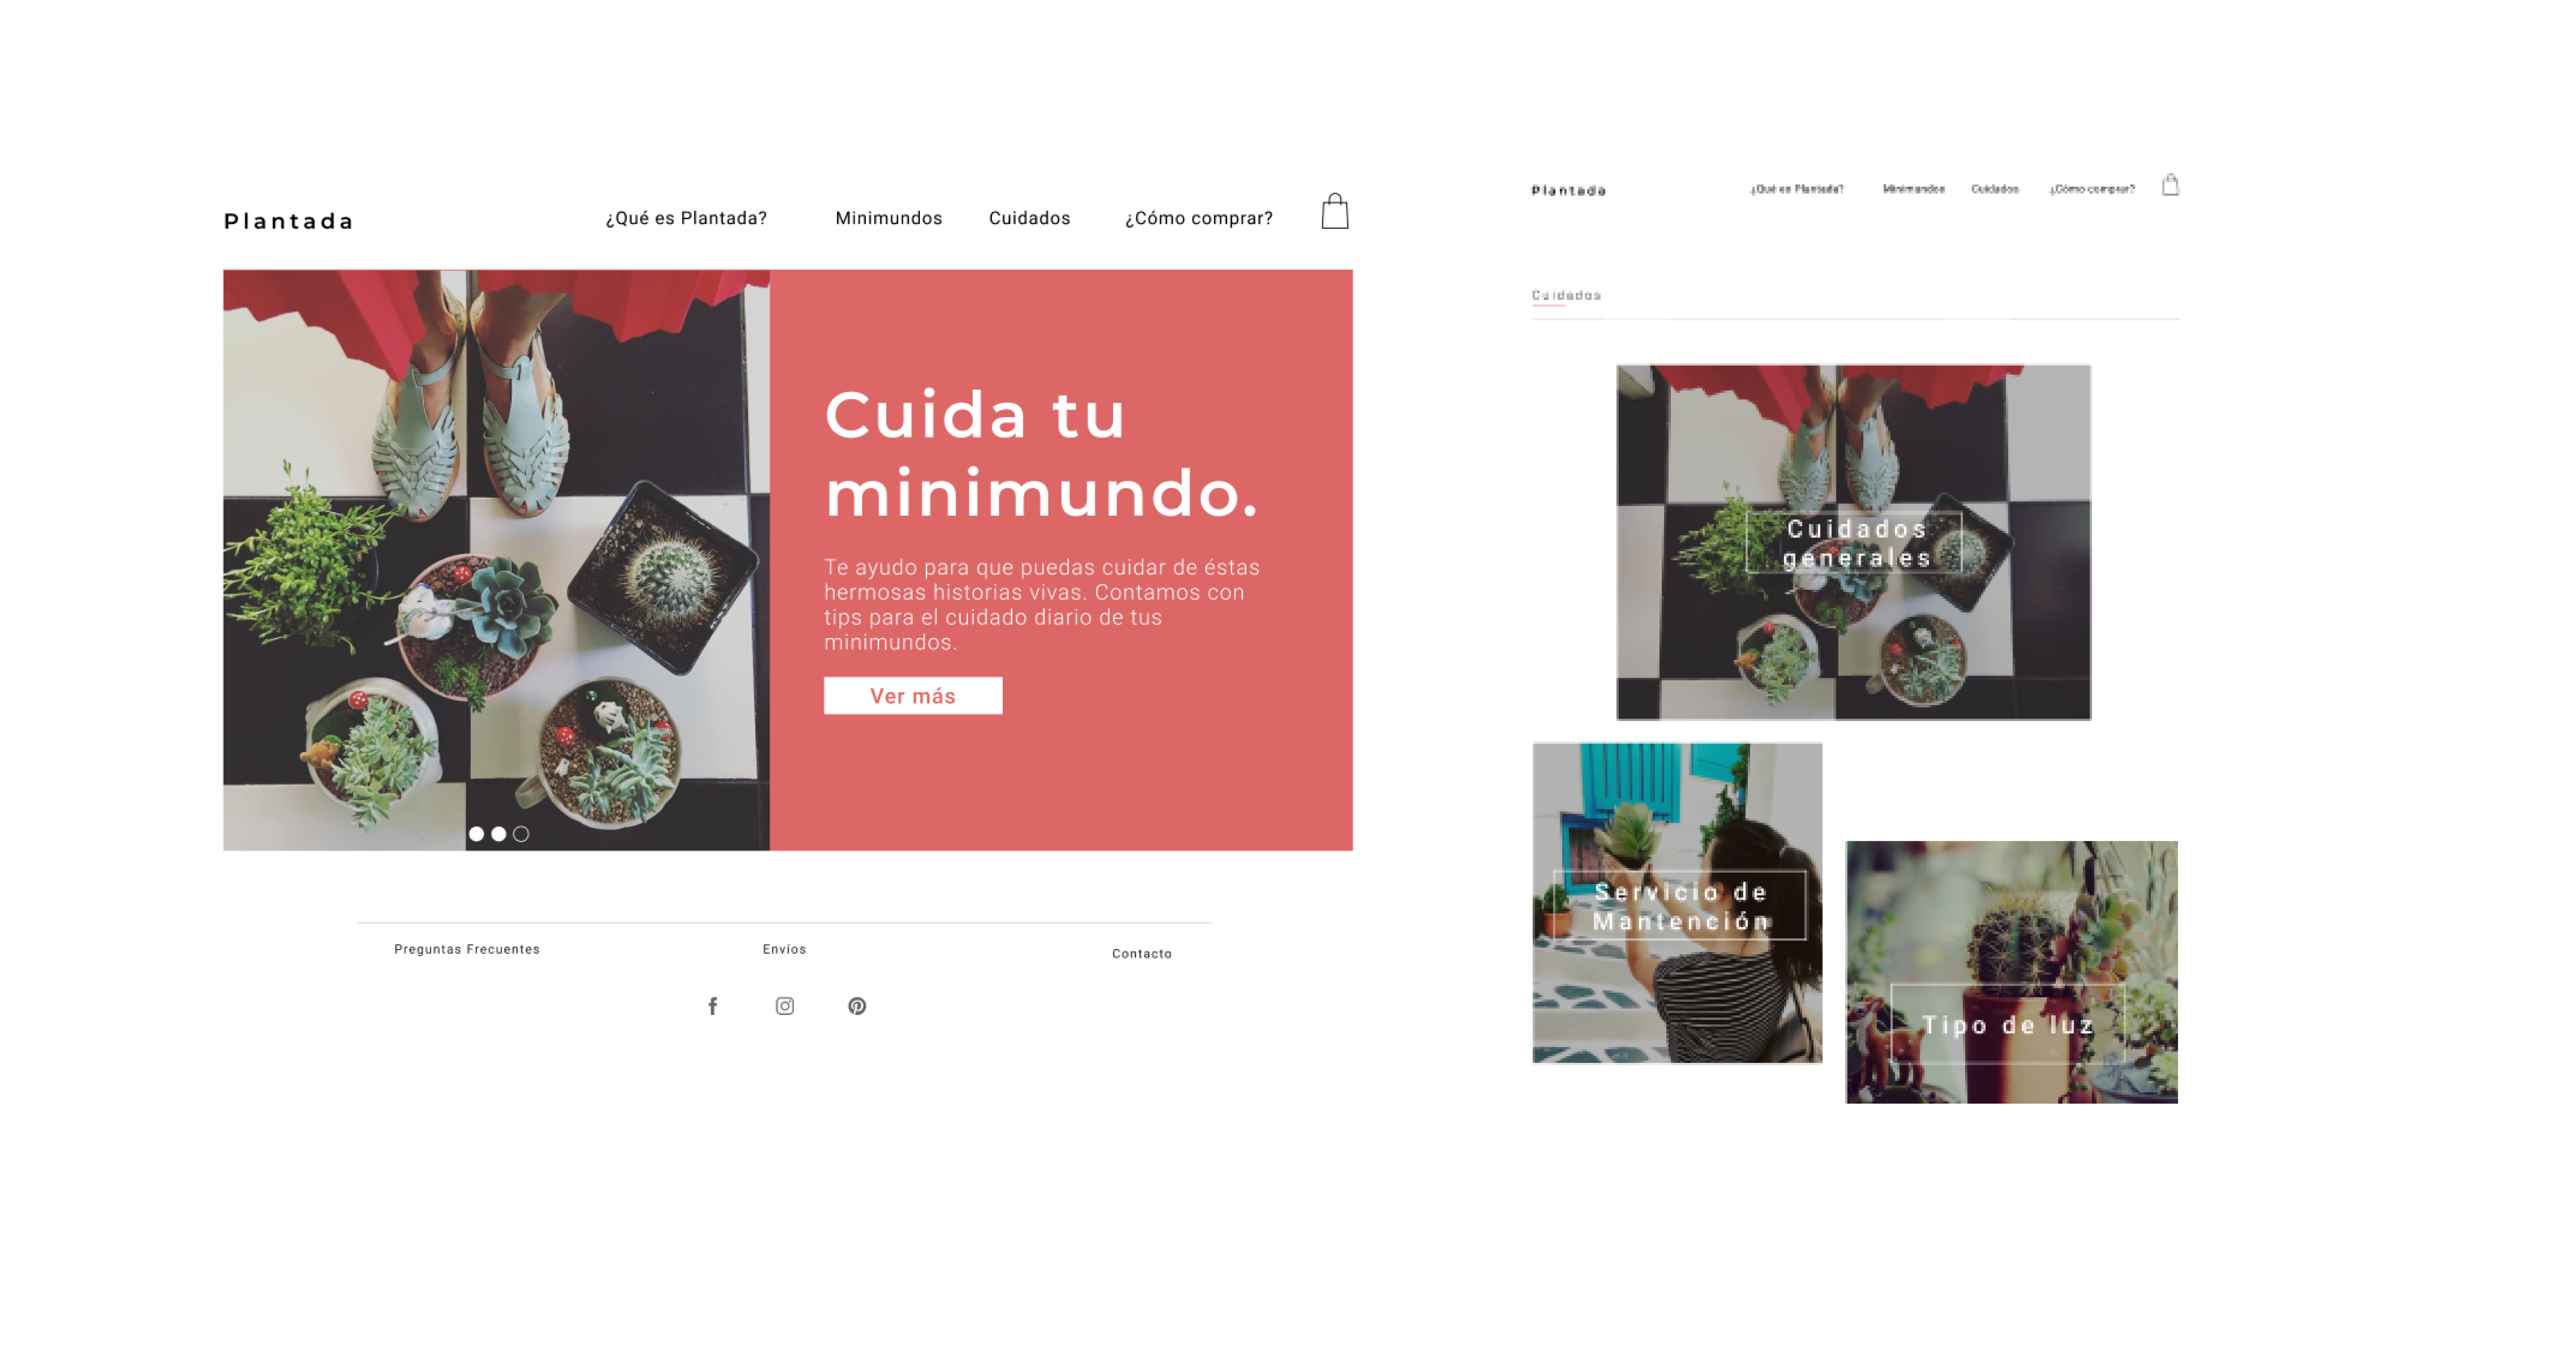 Plantada
¿Qué es Plantada? Minimundos Cuidados ¿Cómo comprar?
Cuida tu
minimundo.
Te ayudo para que puedas cuidar de éstas
hermosas historias vivas. Contamos con
tips para el cuidado diario de tus
minimundos.
Ver más
Preguntas Frecuentes Envíos Contacto
Plantada
¿Qué es Plantada? Minimundos Cuidados ¿Cómo comprar?
Cuidados
Cuidados
generales
Servicio de
Mantención
Tipo de luz